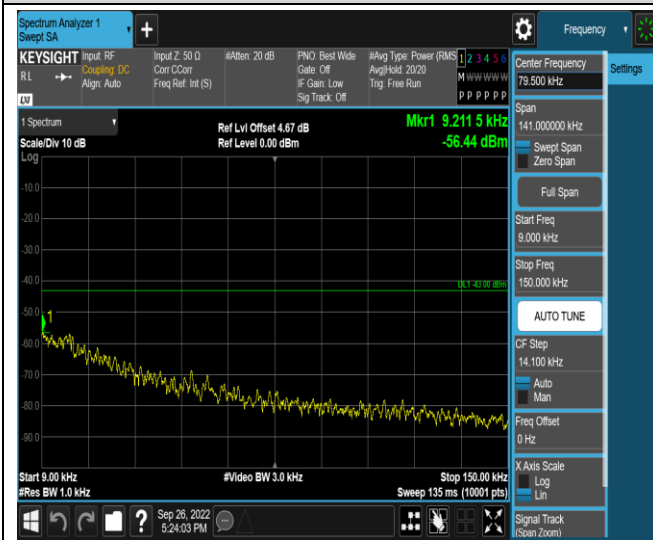 Spectrum Analyzer 1
Swept SA
+
Frequency
KEYSIGHT
RL
LXI
Input: RF
Coupling: DC
Align: Auto
Input Z: 50 Ω
Corr CCorr
Freq Ref: Int (S)
#Atten: 20 dB
PNO: Best Wide
Gate: Off
IF Gain: Low
Sig Track: Off
#Avg Type: Power (RMS
Avg|Hold: 20/20
Trig: Free Run
1 2 3 4 5 6
M W W W W W
P P P P P P
1 Spectrum
Scale/Div 10 dB
Log
Ref Lvl Offset 4.67 dB
Ref Level 0.00 dBm
Mkr1 9.211 5 kHz
-56.44 dBm
-10.0
-20.0
-30.0
-40.0
DL1 -43.00 dBm
-50.0
1
-60.0
-70.0
-80.0
-90.0
Start 9.00 kHz
#Res BW 1.0 kHz
#Video BW 3.0 kHz
Stop 150.00 kHz
Sweep 135 ms (10001 pts)
?
Sep 26, 2022
5:24:03 PM
Center Frequency
79.500 kHz
Span
141.000000 kHz
Swept Span
Zero Span
Full Span
Start Freq
9.000 kHz
Stop Freq
150.000 kHz
AUTO TUNE
CF Step
14.100 kHz
Auto
Man
Freq Offset
0 Hz
X Axis Scale
Log
Lin
Signal Track
(Span Zoom)
Settings